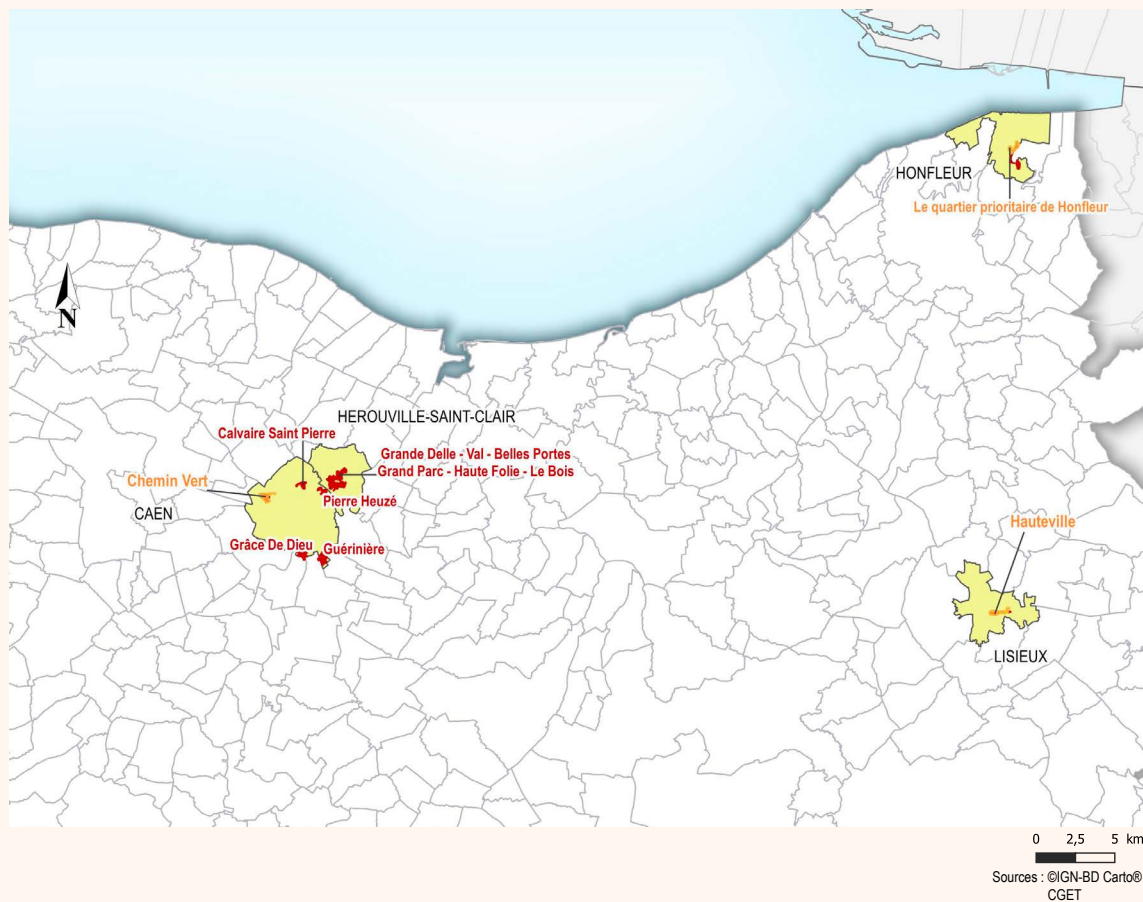 HONFLEUR
Le quartier prioritaire de Honfleur
N
HEROUVILLE-SAINT-CLAIR
Calvaire Saint Pierre
Grande Delle - Val - Belles Portes
Grand Parc - Haute Folie - Le Bois
Chemin Vert
Pierre Heuzé
CAEN
Grâce De Dieu
Guérinière
Hauteville
LISIEUX
0 2,5 5 km
Sources : ©IGN-BD Carto®
CGET